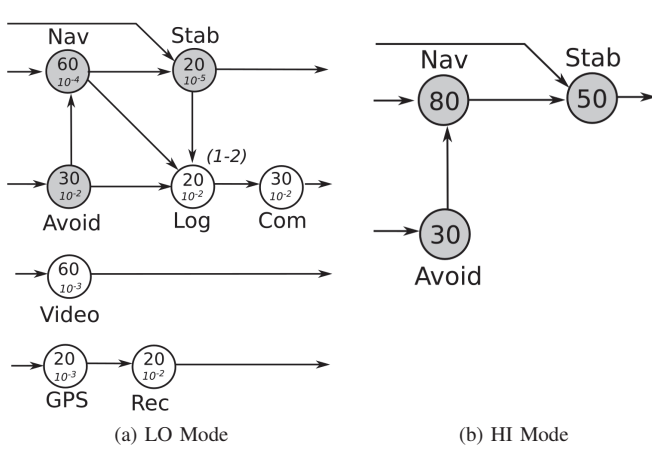 Nav
Stab
60
10⁻⁴
20
10⁻⁵
(1-2)
30
10⁻²
20
10⁻²
30
10⁻²
Avoid
Log
Com
60
10⁻³
Video
20
10⁻³
20
10⁻²
GPS
Rec
(a) LO Mode
Nav
Stab
80
50
30
Avoid
(b) HI Mode